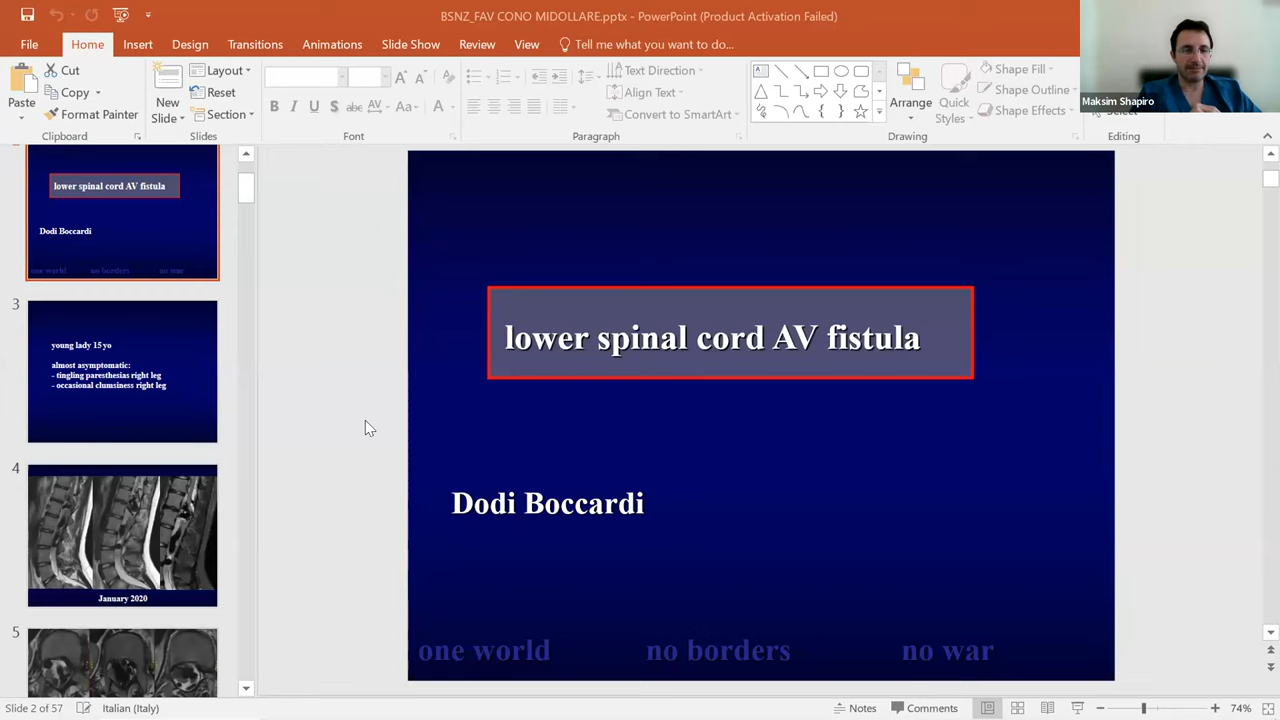 BSNZ_FAV CONO MIDOLLARE.pptx - PowerPoint (Product Activation Failed)
File Home Insert Design Transitions Animations Slide Show Review View Tell me what you want to do...
Paste
Cut
Copy
Format Painter
Clipboard
New Slide
Layout
Reset
Section
Slides
B I U S abc AV Aa A
Font
Text Direction
Align Text
Convert to SmartArt
Paragraph
Arrange
Quick Styles
Shape Fill
Shape Outline
Shape Effects
Drawing
Select
Editing
Maksim Shapiro
lower spinal cord AV fistula
Dodi Boccardi
one world no borders no war
3
young lady 15 yo
almost asymptomatic:
- tingling paresthesias right leg
- occasional clumsiness right leg
4
January 2020
5
lower spinal cord AV fistula
Dodi Boccardi
one world no borders no war
Slide 2 of 57 Italian (Italy) Notes Comments 74%